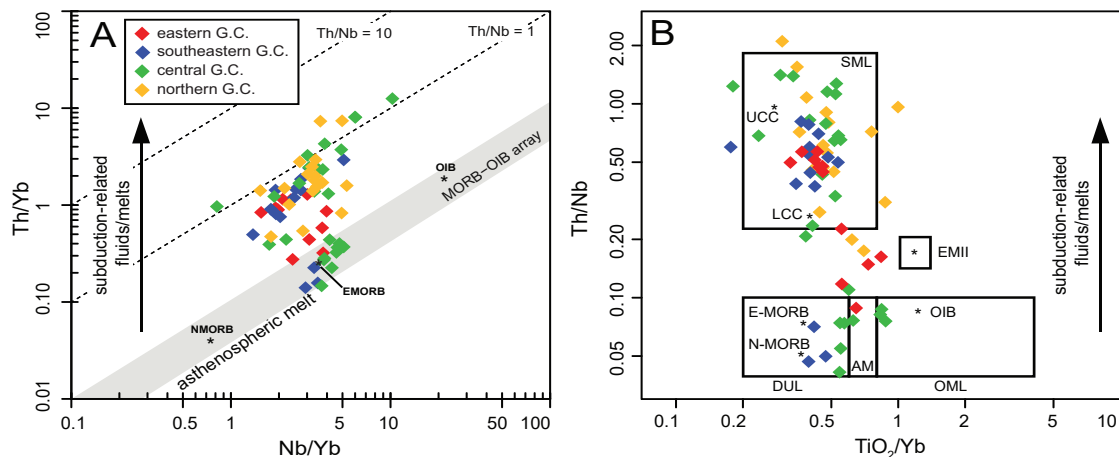 A
eastern G.C.
southeastern G.C.
central G.C.
northern G.C.
Th/Nb = 10
Th/Nb = 1
subduction-related
fluids/melts
OIB
*
MORB–OIB array
EMORB
*
NMORB
*
asthenospheric melt
Th/Yb
100
10
1
0.10
0.01
0.1
1
10
100
Nb/Yb
B
SML
UCC
*
LCC
*
EMII
*
E-MORB
*
N-MORB
*
OIB
*
AM
DUL
OML
subduction-related
fluids/melts
Th/Nb
2.00
1.00
0.50
0.20
0.10
0.05
0.1
0.2
0.5
1
2
5
10
TiO₂/Yb